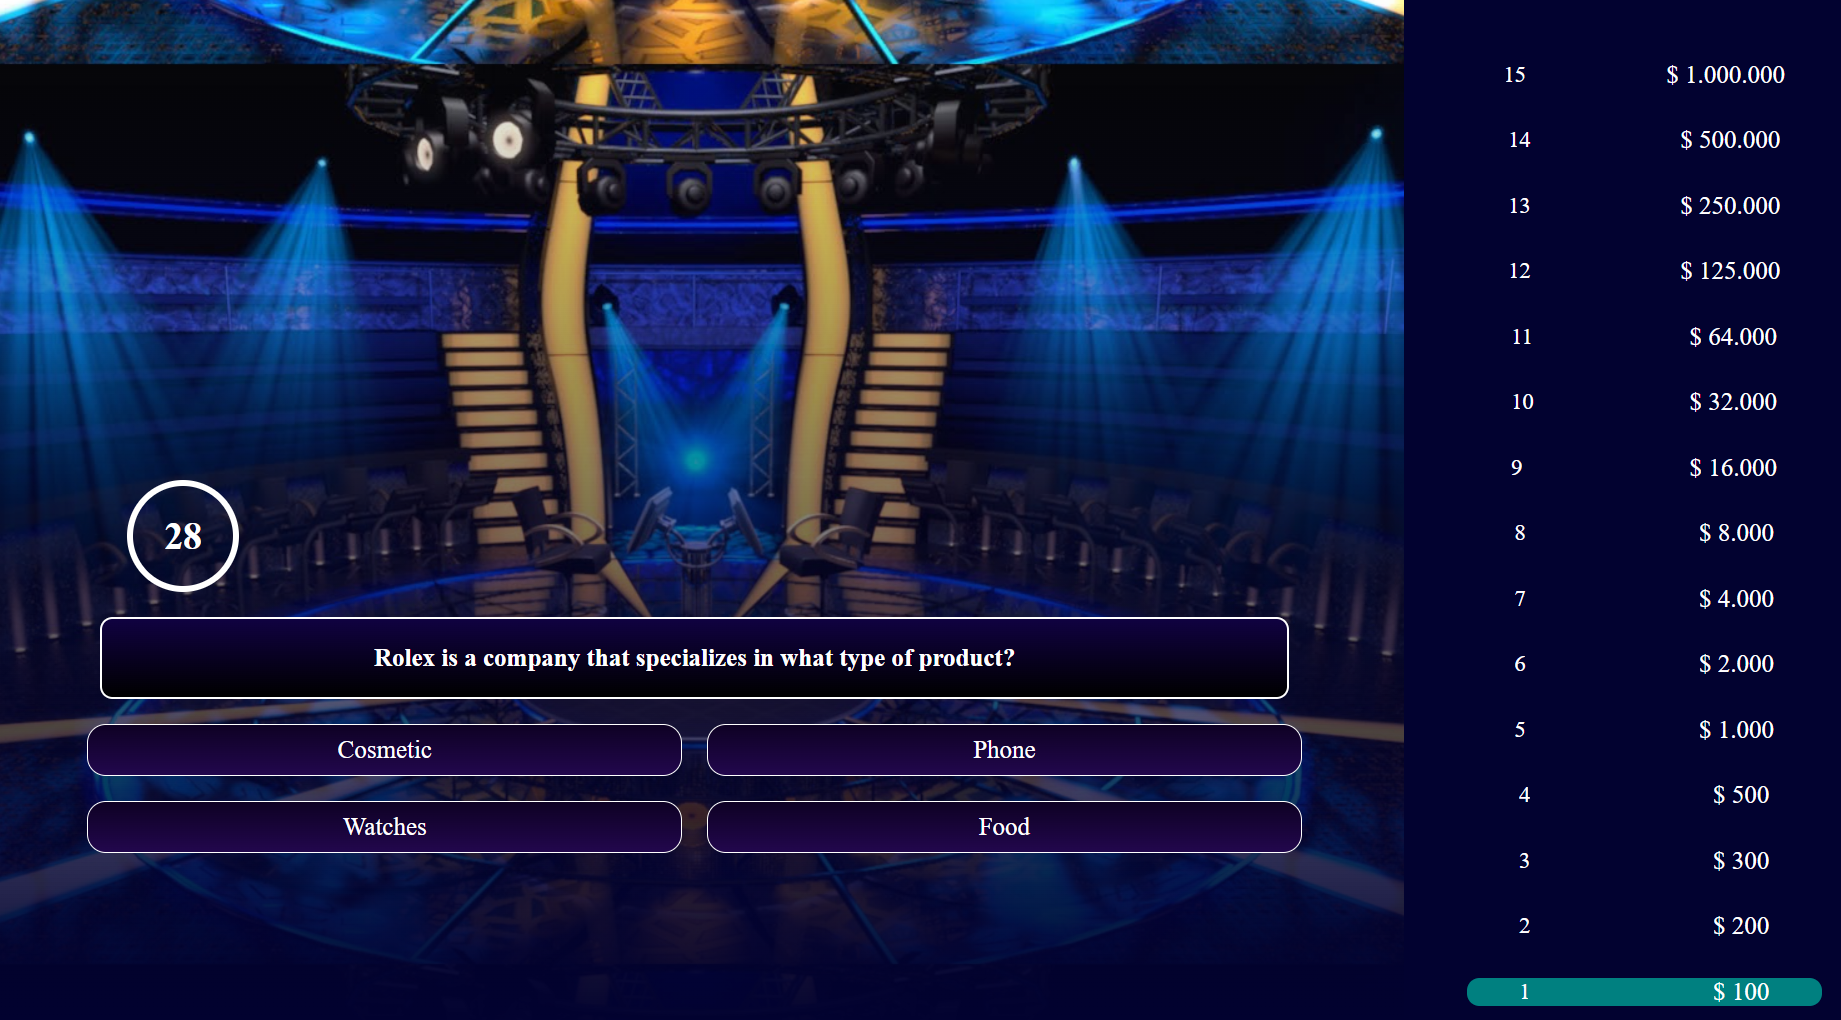 28
Rolex is a company that specializes in what type of product?
Cosmetic
Phone
Watches
Food
15 $ 1.000.000
14 $ 500.000
13 $ 250.000
12 $ 125.000
11 $ 64.000
10 $ 32.000
9 $ 16.000
8 $ 8.000
7 $ 4.000
6 $ 2.000
5 $ 1.000
4 $ 500
3 $ 300
2 $ 200
1 $ 100